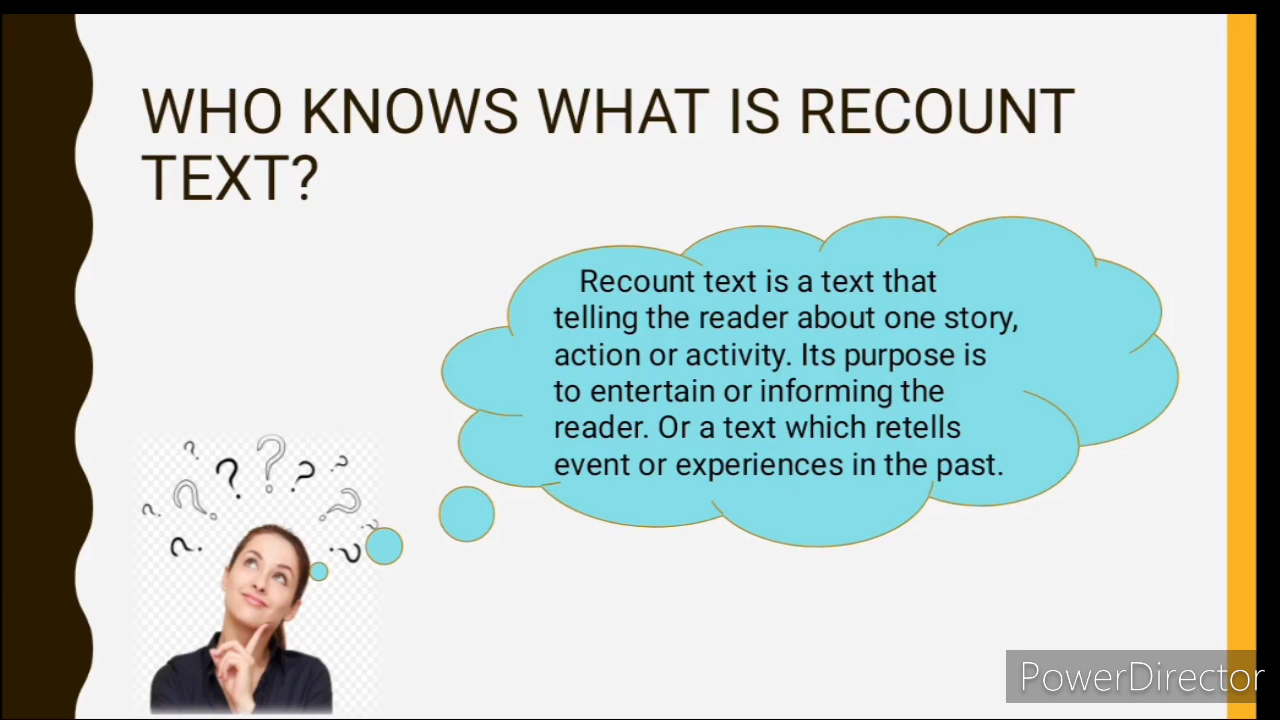 WHO KNOWS WHAT IS RECOUNT
TEXT?
Recount text is a text that
telling the reader about one story,
action or activity. Its purpose is
to entertain or informing the
reader. Or a text which retells
event or experiences in the past.
PowerDirector